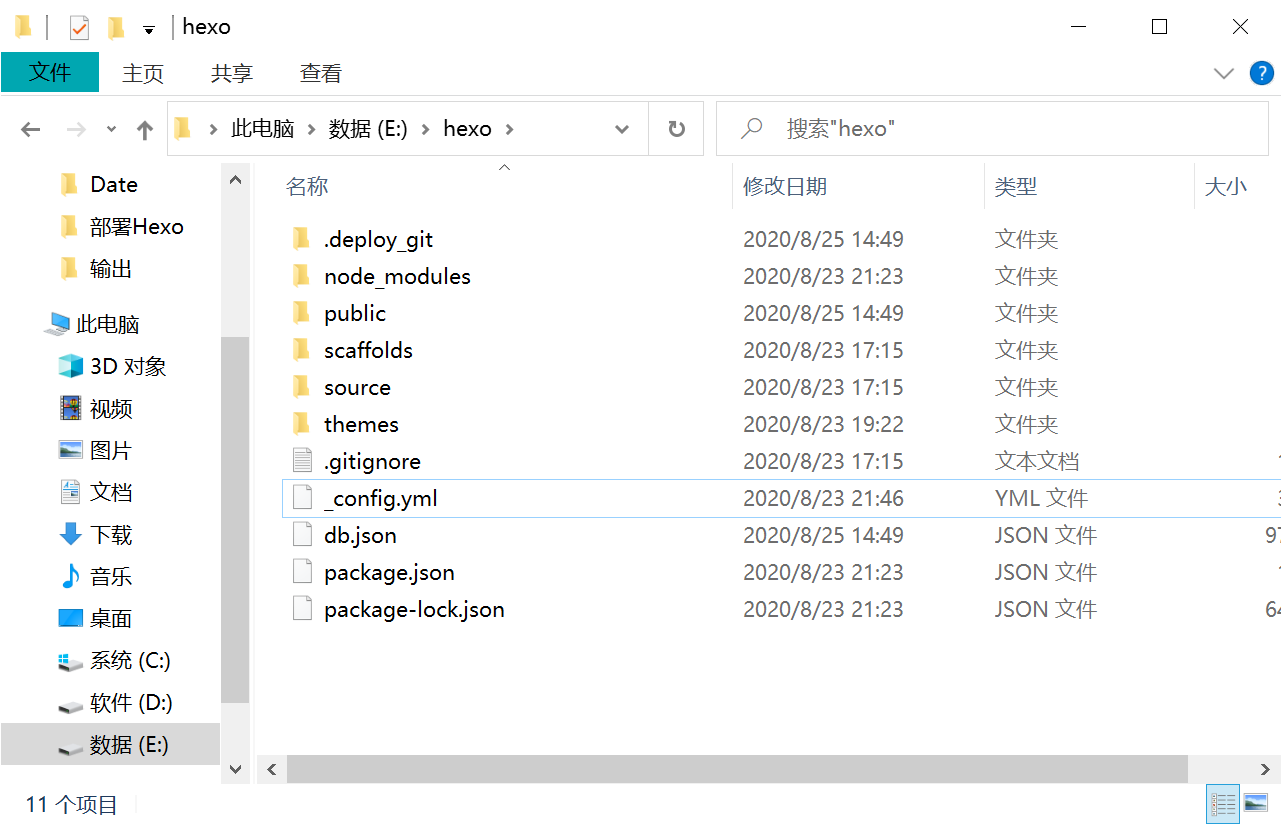 hexo
文件 主页 共享 查看
此电脑 数据 (E:) hexo 搜索"hexo"
Date
部署Hexo
输出
此电脑
3D 对象
视频
图片
文档
下载
音乐
桌面
系统 (C:)
软件 (D:)
数据 (E:)
名称 修改日期 类型 大小
.deploy_git 2020/8/25 14:49 文件夹
node_modules 2020/8/23 21:23 文件夹
public 2020/8/25 14:49 文件夹
scaffolds 2020/8/23 17:15 文件夹
source 2020/8/23 17:15 文件夹
themes 2020/8/23 19:22 文件夹
.gitignore 2020/8/23 17:15 文本文档
_config.yml 2020/8/23 21:46 YML 文件
db.json 2020/8/25 14:49 JSON 文件
package.json 2020/8/23 21:23 JSON 文件
package-lock.json 2020/8/23 21:23 JSON 文件
11 个项目